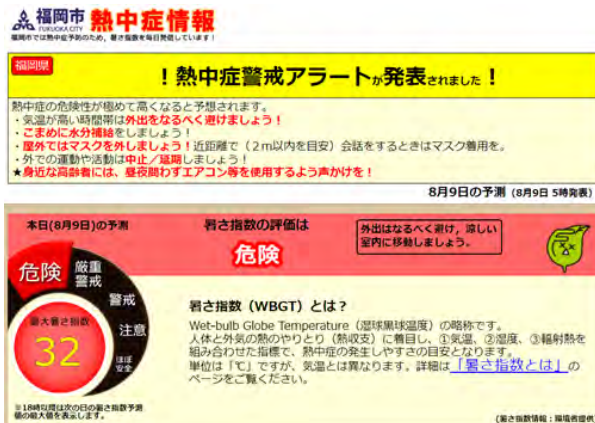 福岡市 熱中症情報
FUKUOKA CITY
福岡市では熱中症予防のため、暑さ指数を毎日発信しています！
福岡県
！熱中症警戒アラートが発表されました！
熱中症の危険性が極めて高くなると予想されます。
・気温が高い時間帯は外出をなるべく避けましょう！
・こまめに水分補給をしましょう！
・屋外ではマスクを外しましょう！近距離で（2m以内を目安）会話をするときはマスク着用を。
・外での運動や活動は中止／延期しましょう！
★身近な高齢者には、昼夜問わずエアコン等を使用するよう声かけを！
8月9日の予測（8月9日 5時発表）
本日(8月9日)の予測
暑さ指数の評価は
危険
外出はなるべく避け，涼しい
室内に移動しましょう。
危険
厳重
警戒
警戒
注意
ほぼ
安全
最大暑さ指数
32
暑さ指数（WBGT）とは？
Wet-bulb Globe Temperature（湿球黒球温度）の略称です。
人体と外気の熱のやりとり（熱収支）に着目し、①気温、②湿度、③輻射熱を
組み合わせた指標で、熱中症の発生しやすさの目安となります。
単位は「℃」ですが、気温とは異なります。詳細は「暑さ指数とは」の
ページをご覧ください。
※18時以降は次の日の暑さ指数予測
値の最大値を表示します。
(暑さ指数情報：環境省提供)